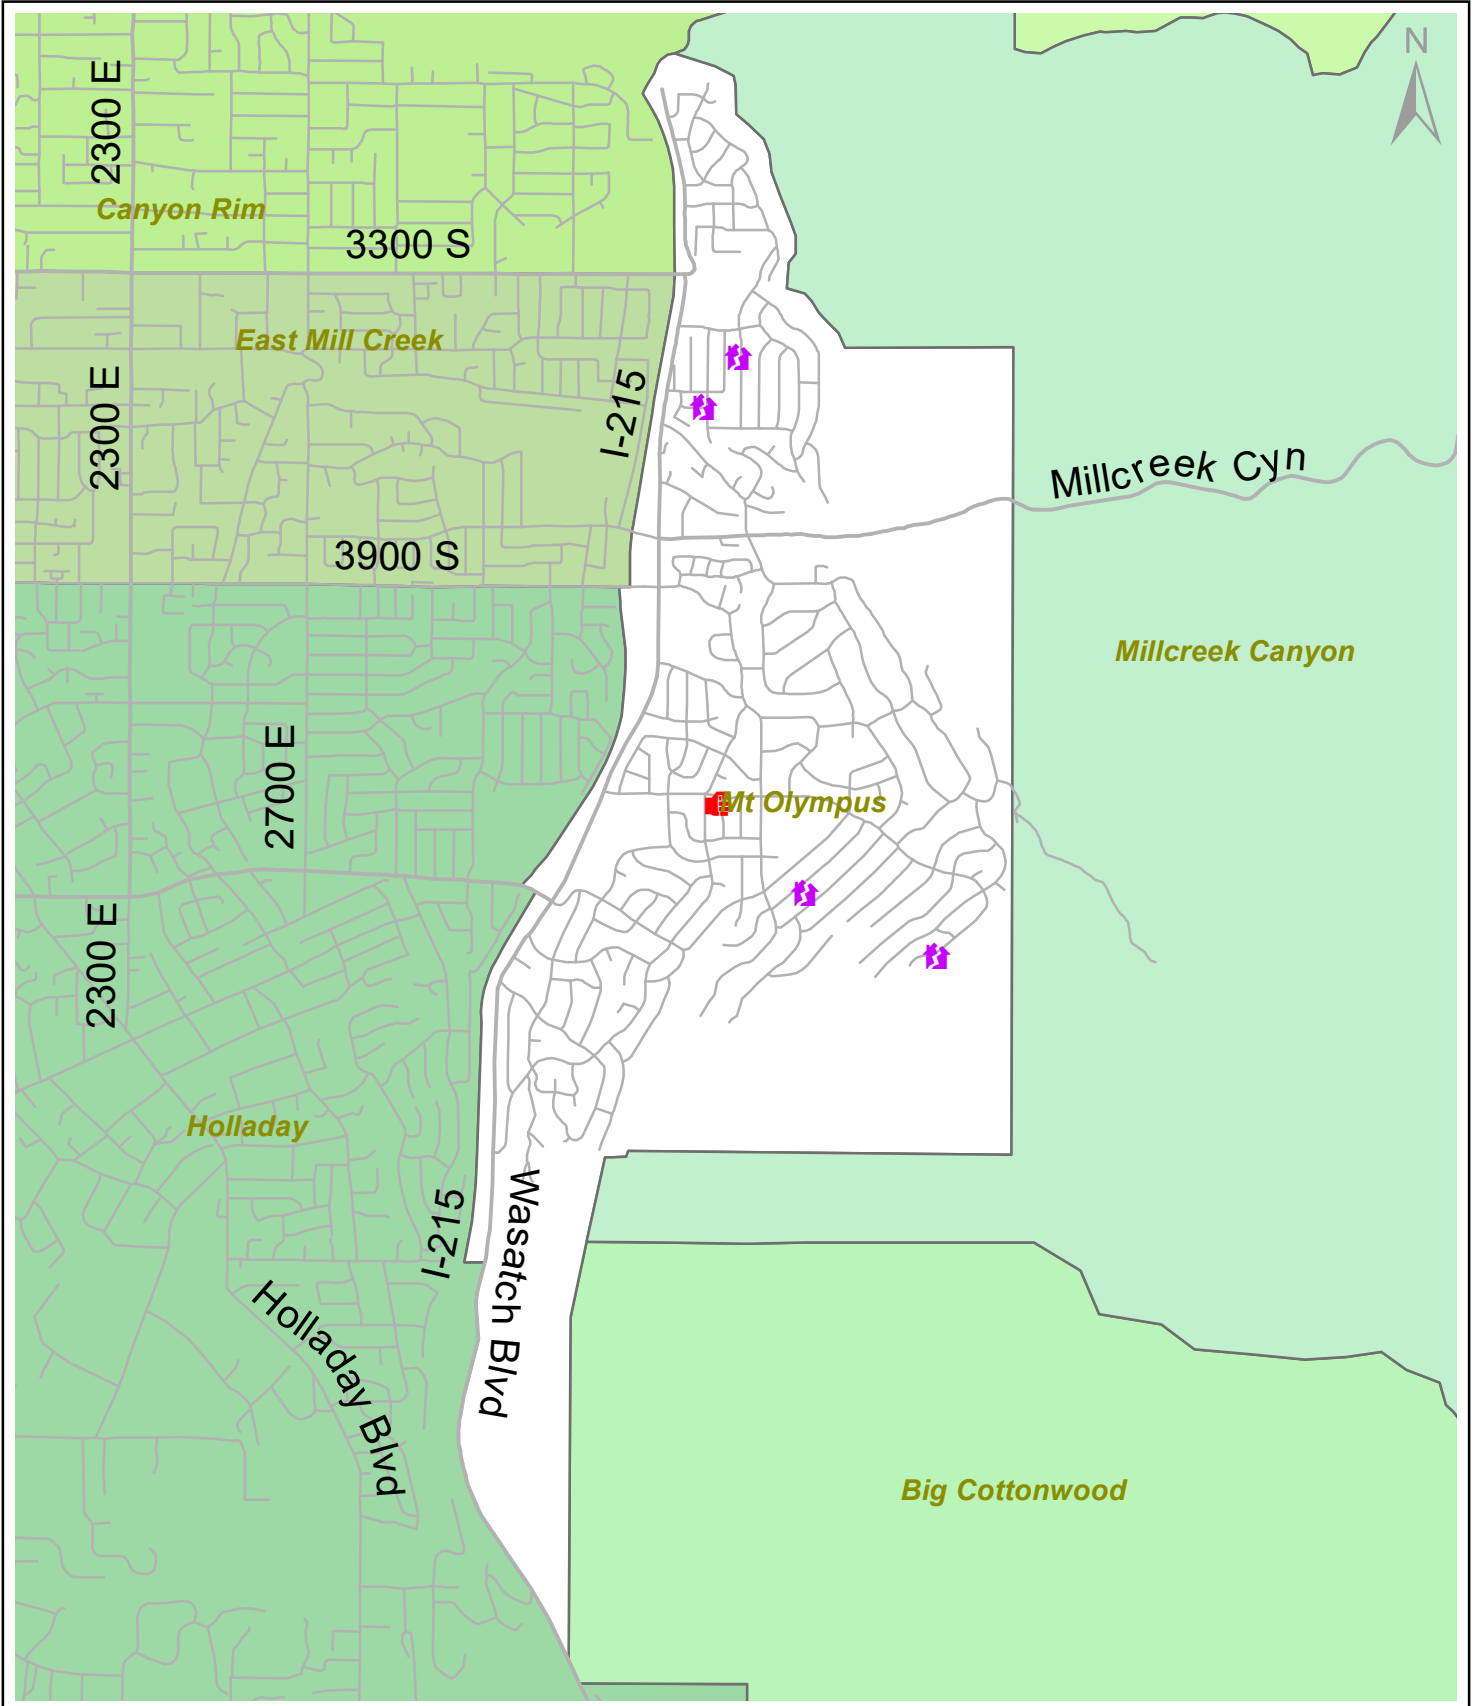 N
2300 E
Canyon Rim
3300 S
East Mill Creek
2300 E
I-215
Millcreek Cyn
3900 S
Millcreek Canyon
2700 E
Mt Olympus
2300 E
Holladay
I-215
Wasatch Blvd
Holladay Blvd
Big Cottonwood